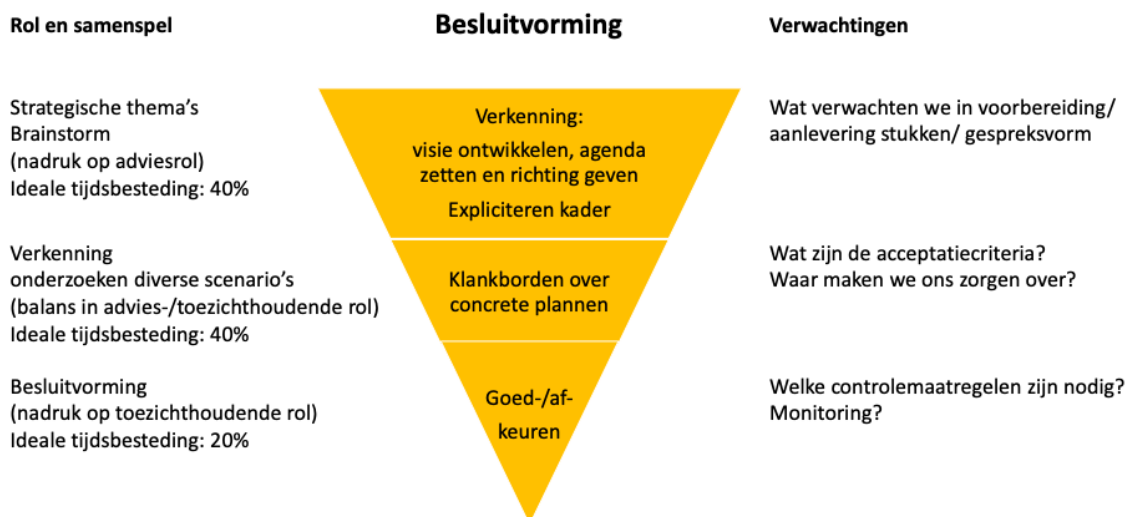 Rol en samenspel
Besluitvorming
Verwachtingen
Strategische thema's
Brainstorm
(nadruk op adviesrol)
Ideale tijdsbesteding: 40%
Verkenning:
visie ontwikkelen, agenda
zetten en richting geven
Expliciteren kader
Wat verwachten we in voorbereiding/
aanlevering stukken/ gespreksvorm
Verkenning
onderzoeken diverse scenario's
(balans in advies-/toezichthoudende rol)
Ideale tijdsbesteding: 40%
Klankborden over
concrete plannen
Wat zijn de acceptatiecriteria?
Waar maken we ons zorgen over?
Besluitvorming
(nadruk op toezichthoudende rol)
Ideale tijdsbesteding: 20%
Goed-/af-
keuren
Welke controlemaatregelen zijn nodig?
Monitoring?